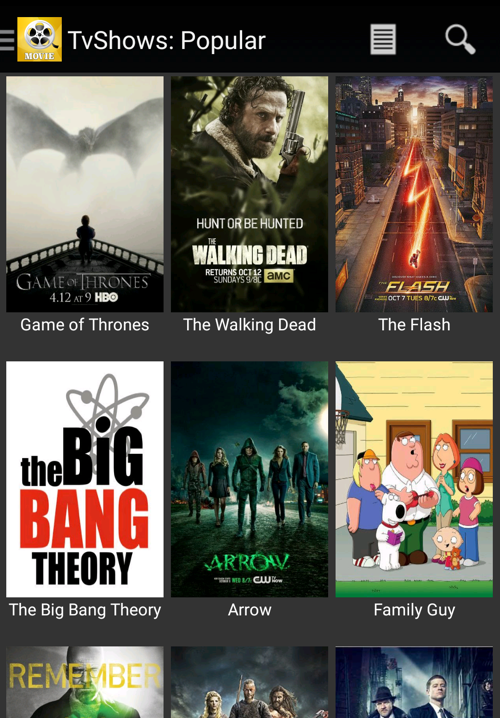 MOVIE
TvShows: Popular
GAME OF THRONES
4.12 AT 9 HBO
HUNT OR BE HUNTED
THE
WALKING DEAD
RETURNS OCT 12
SUNDAYS 9/8C aMC
THE FLASH
OCT 7 TUES 8/7c CW
Game of Thrones
The Walking Dead
The Flash
the BiG
BANG
THEORY
ARROW
WED 8/7c CW
The Big Bang Theory
Arrow
Family Guy
REMEMBER